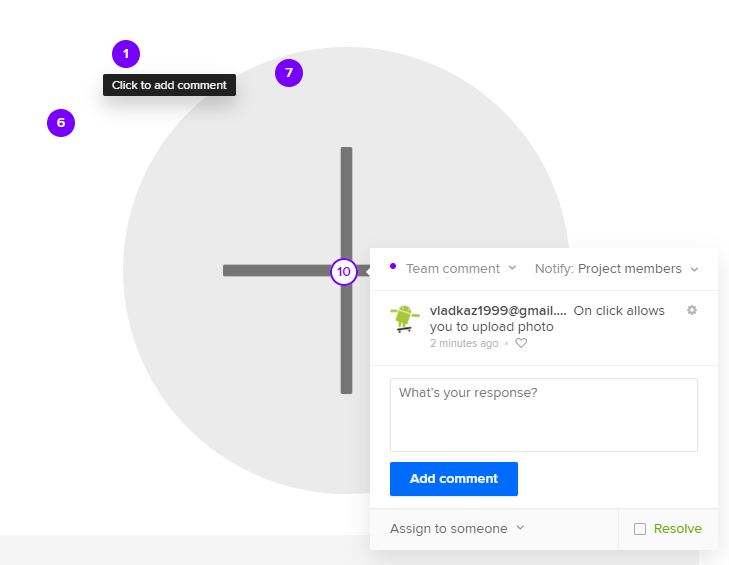 1
7
Click to add comment
6
10
Team comment
Notify: Project members
vladkaz1999@gmail.... On click allows
you to upload photo
2 minutes ago •
What's your response?
Add comment
Assign to someone
Resolve